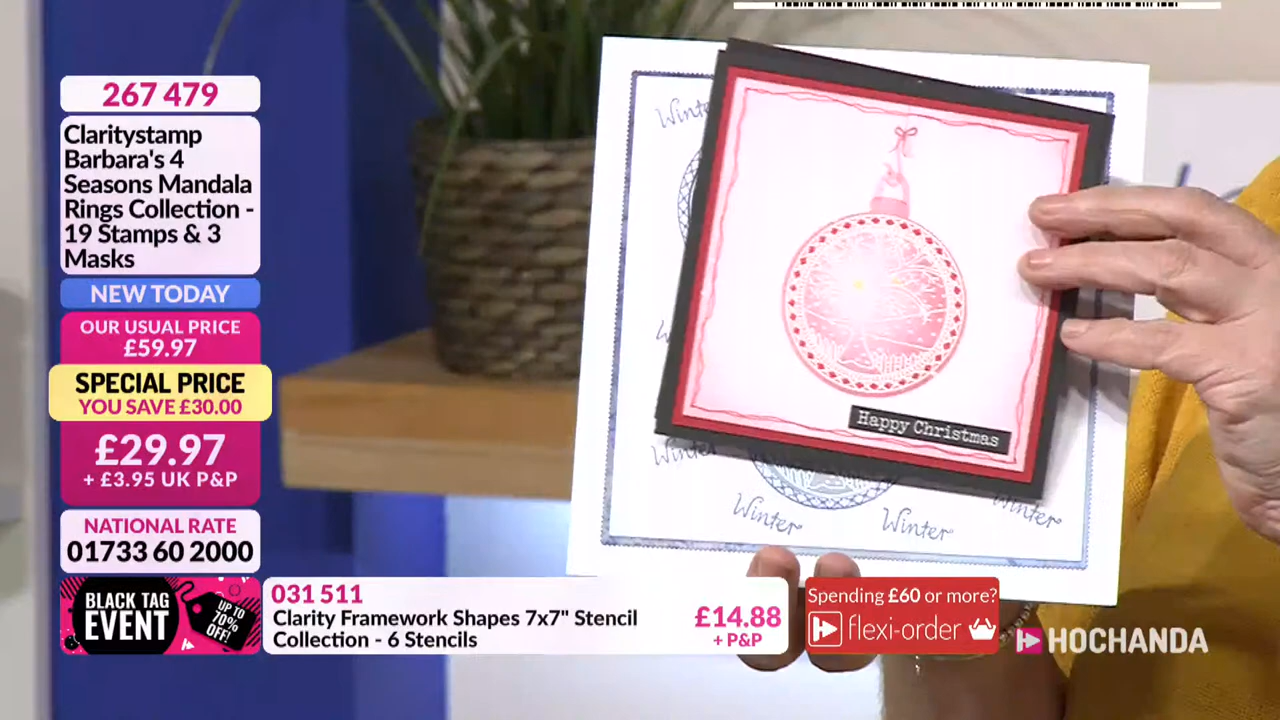 267 479
Claritystamp
Barbara's 4
Seasons Mandala
Rings Collection -
19 Stamps & 3
Masks
NEW TODAY
OUR USUAL PRICE
£59.97
SPECIAL PRICE
YOU SAVE £30.00
£29.97
+ £3.95 UK P&P
NATIONAL RATE
01733 60 2000
BLACK TAG
EVENT
UP TO
70%
OFF!
031 511
Clarity Framework Shapes 7x7" Stencil
Collection - 6 Stencils
£14.88
+ P&P
Spending £60 or more?
flexi-order
HOCHANDA
Winter
Happy Christmas
Winter
Winter
Winter
Winter